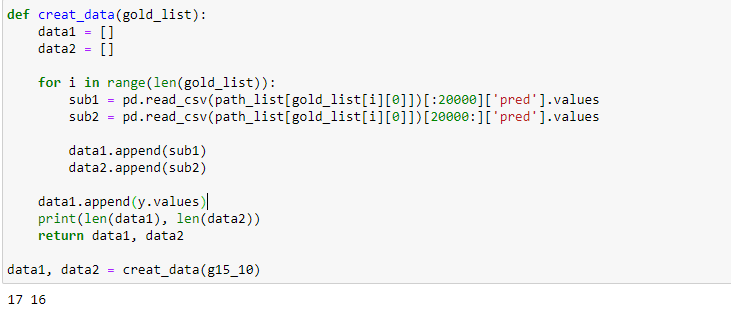 def creat_data(gold_list):
    data1 = []
    data2 = []
    for i in range(len(gold_list)):
        sub1 = pd.read_csv(path_list[gold_list[i][0]])[:20000]['pred'].values
        sub2 = pd.read_csv(path_list[gold_list[i][0]])[20000:]['pred'].values
        data1.append(sub1)
        data2.append(sub2)
    data1.append(y.values)
    print(len(data1), len(data2))
    return data1, data2
data1, data2 = creat_data(g15_10)
17 16